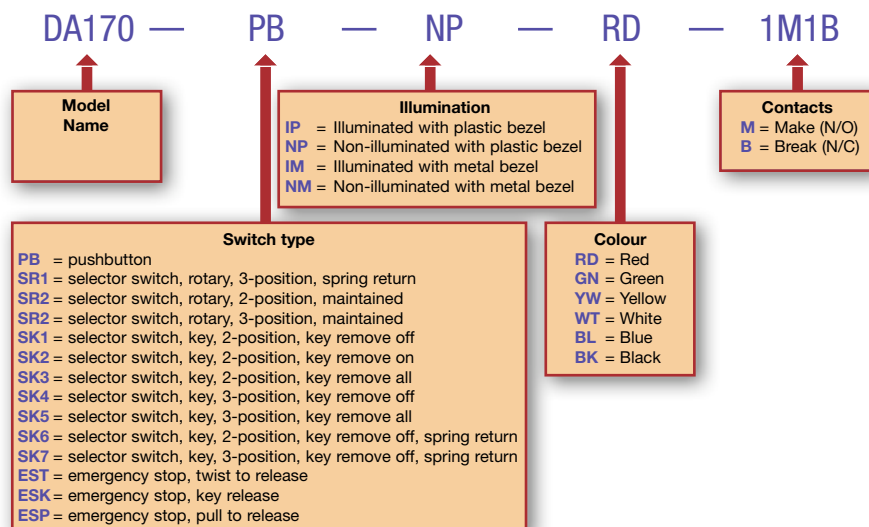 DA170 — PB — NP — RD — 1M1B
Model
Name
Illumination
IP = Illuminated with plastic bezel
NP = Non-illuminated with plastic bezel
IM = Illuminated with metal bezel
NM = Non-illuminated with metal bezel
Contacts
M = Make (N/O)
B = Break (N/C)
Switch type
PB = pushbutton
SR1 = selector switch, rotary, 3-position, spring return
SR2 = selector switch, rotary, 2-position, maintained
SR2 = selector switch, rotary, 3-position, maintained
SK1 = selector switch, key, 2-position, key remove off
SK2 = selector switch, key, 2-position, key remove on
SK3 = selector switch, key, 2-position, key remove all
SK4 = selector switch, key, 3-position, key remove off
SK5 = selector switch, key, 3-position, key remove all
SK6 = selector switch, key, 2-position, key remove off, spring return
SK7 = selector switch, key, 3-position, key remove off, spring return
EST = emergency stop, twist to release
ESK = emergency stop, key release
ESP = emergency stop, pull to release
Colour
RD = Red
GN = Green
YW = Yellow
WT = White
BL = Blue
BK = Black